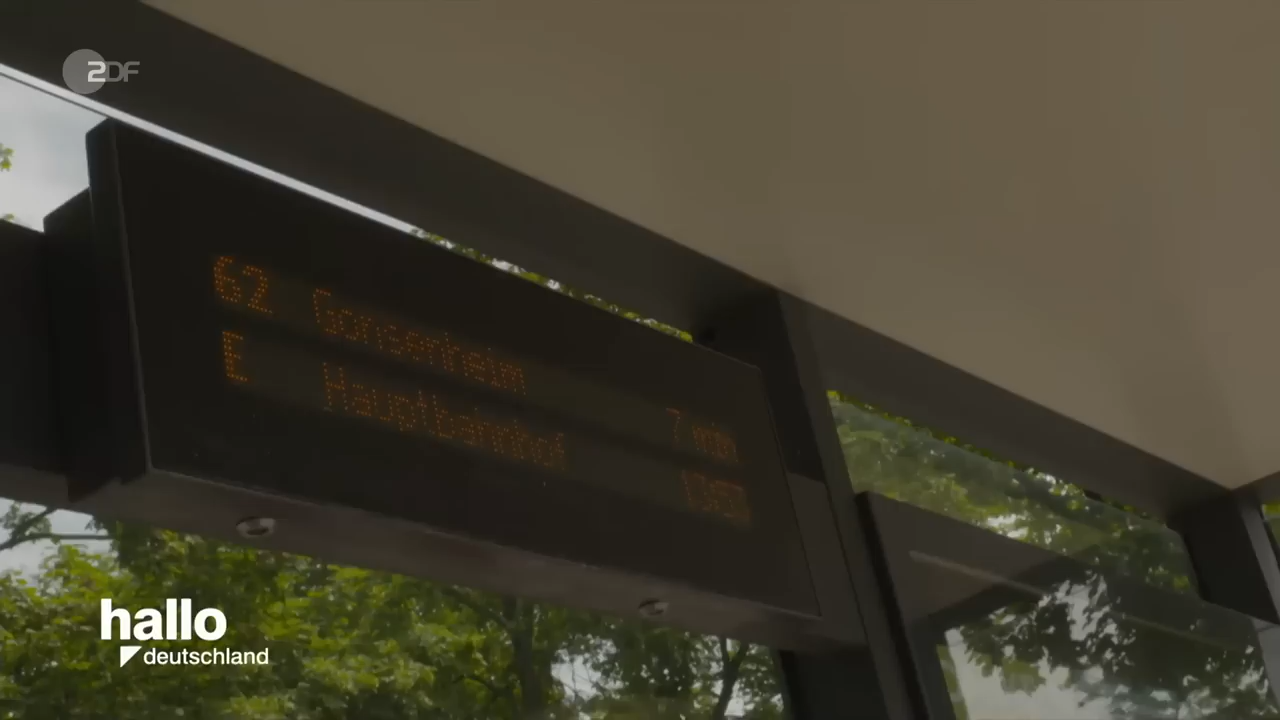 ZDF
62 Gonsenheim 7 min
E Hauptbahnhof
hallo
deutschland